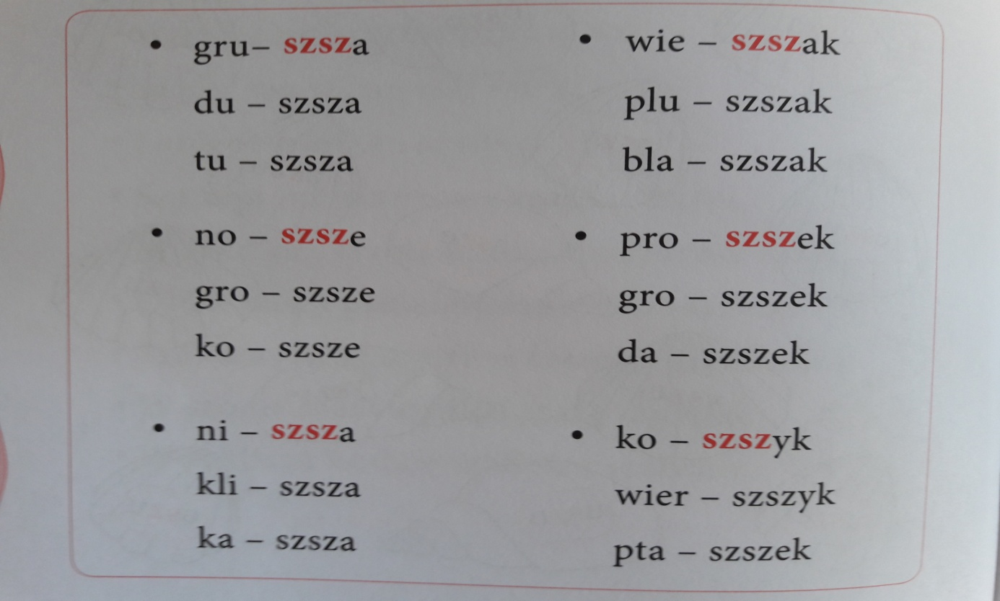 • gru– szsza
du – szsza
tu – szsza
• no – szsze
gro – szsze
ko – szsze
• ni – szsza
kli – szsza
ka – szsza
• wie – szszak
plu – szszak
bla – szszak
• pro – szszek
gro – szszek
da – szszek
• ko – szszyk
wier – szszyk
pta – szszek